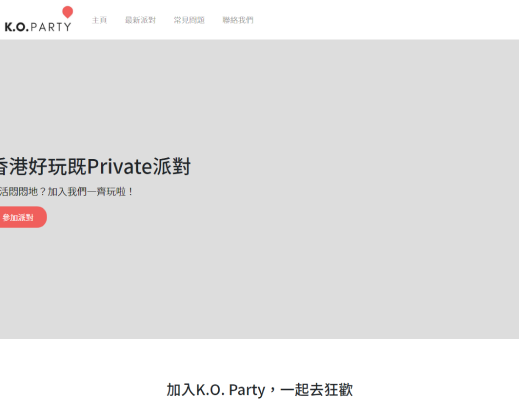 K.O.PARTY
主頁 最新派對 常見問題 聯絡我們
香港好玩既Private派對
活悶悶地？加入我們一齊玩啦！
參加派對
加入K.O. Party，一起去狂歡